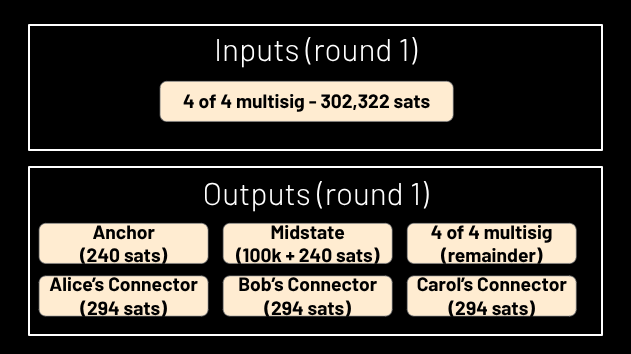 Inputs (round 1)
4 of 4 multisig - 302,322 sats
Outputs (round 1)
Anchor
(240 sats)
Midstate
(100k + 240 sats)
4 of 4 multisig
(remainder)
Alice's Connector
(294 sats)
Bob's Connector
(294 sats)
Carol's Connector
(294 sats)